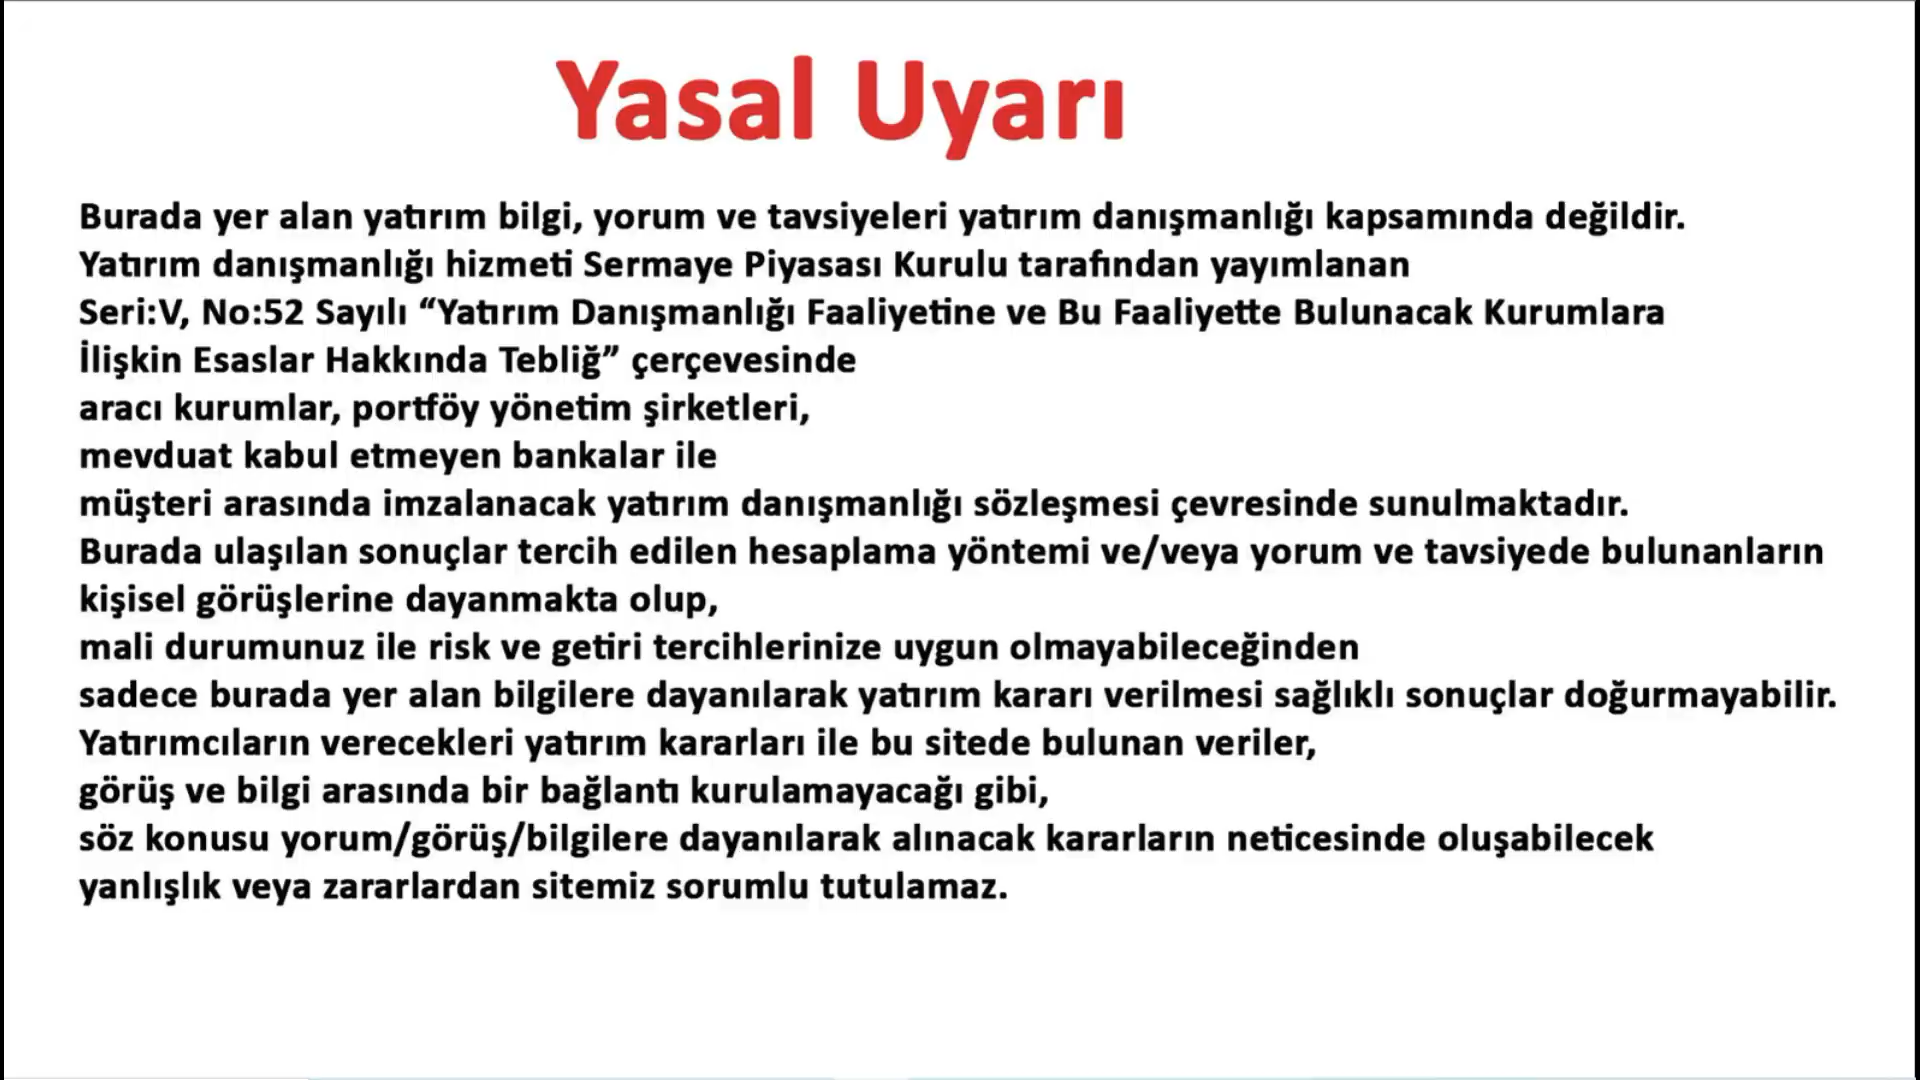 Yasal Uyarı
Burada yer alan yatırım bilgi, yorum ve tavsiyeleri yatırım danışmanlığı kapsamında değildir.
Yatırım danışmanlığı hizmeti Sermaye Piyasası Kurulu tarafından yayımlanan
Seri:V, No:52 Sayılı “Yatırım Danışmanlığı Faaliyetine ve Bu Faaliyette Bulunacak Kurumlara
İlişkin Esaslar Hakkında Tebliğ” çerçevesinde
aracı kurumlar, portföy yönetim şirketleri,
mevduat kabul etmeyen bankalar ile
müşteri arasında imzalanacak yatırım danışmanlığı sözleşmesi çevresinde sunulmaktadır.
Burada ulaşılan sonuçlar tercih edilen hesaplama yöntemi ve/veya yorum ve tavsiyede bulunanların
kişisel görüşlerine dayanmakta olup,
mali durumunuz ile risk ve getiri tercihlerinize uygun olmayabileceğinden
sadece burada yer alan bilgilere dayanılarak yatırım kararı verilmesi sağlıklı sonuçlar doğurmayabilir.
Yatırımcıların verecekleri yatırım kararları ile bu sitede bulunan veriler,
görüş ve bilgi arasında bir bağlantı kurulamayacağı gibi,
söz konusu yorum/görüş/bilgilere dayanılarak alınacak kararların neticesinde oluşabilecek
yanlışlık veya zararlardan sitemiz sorumlu tutulamaz.